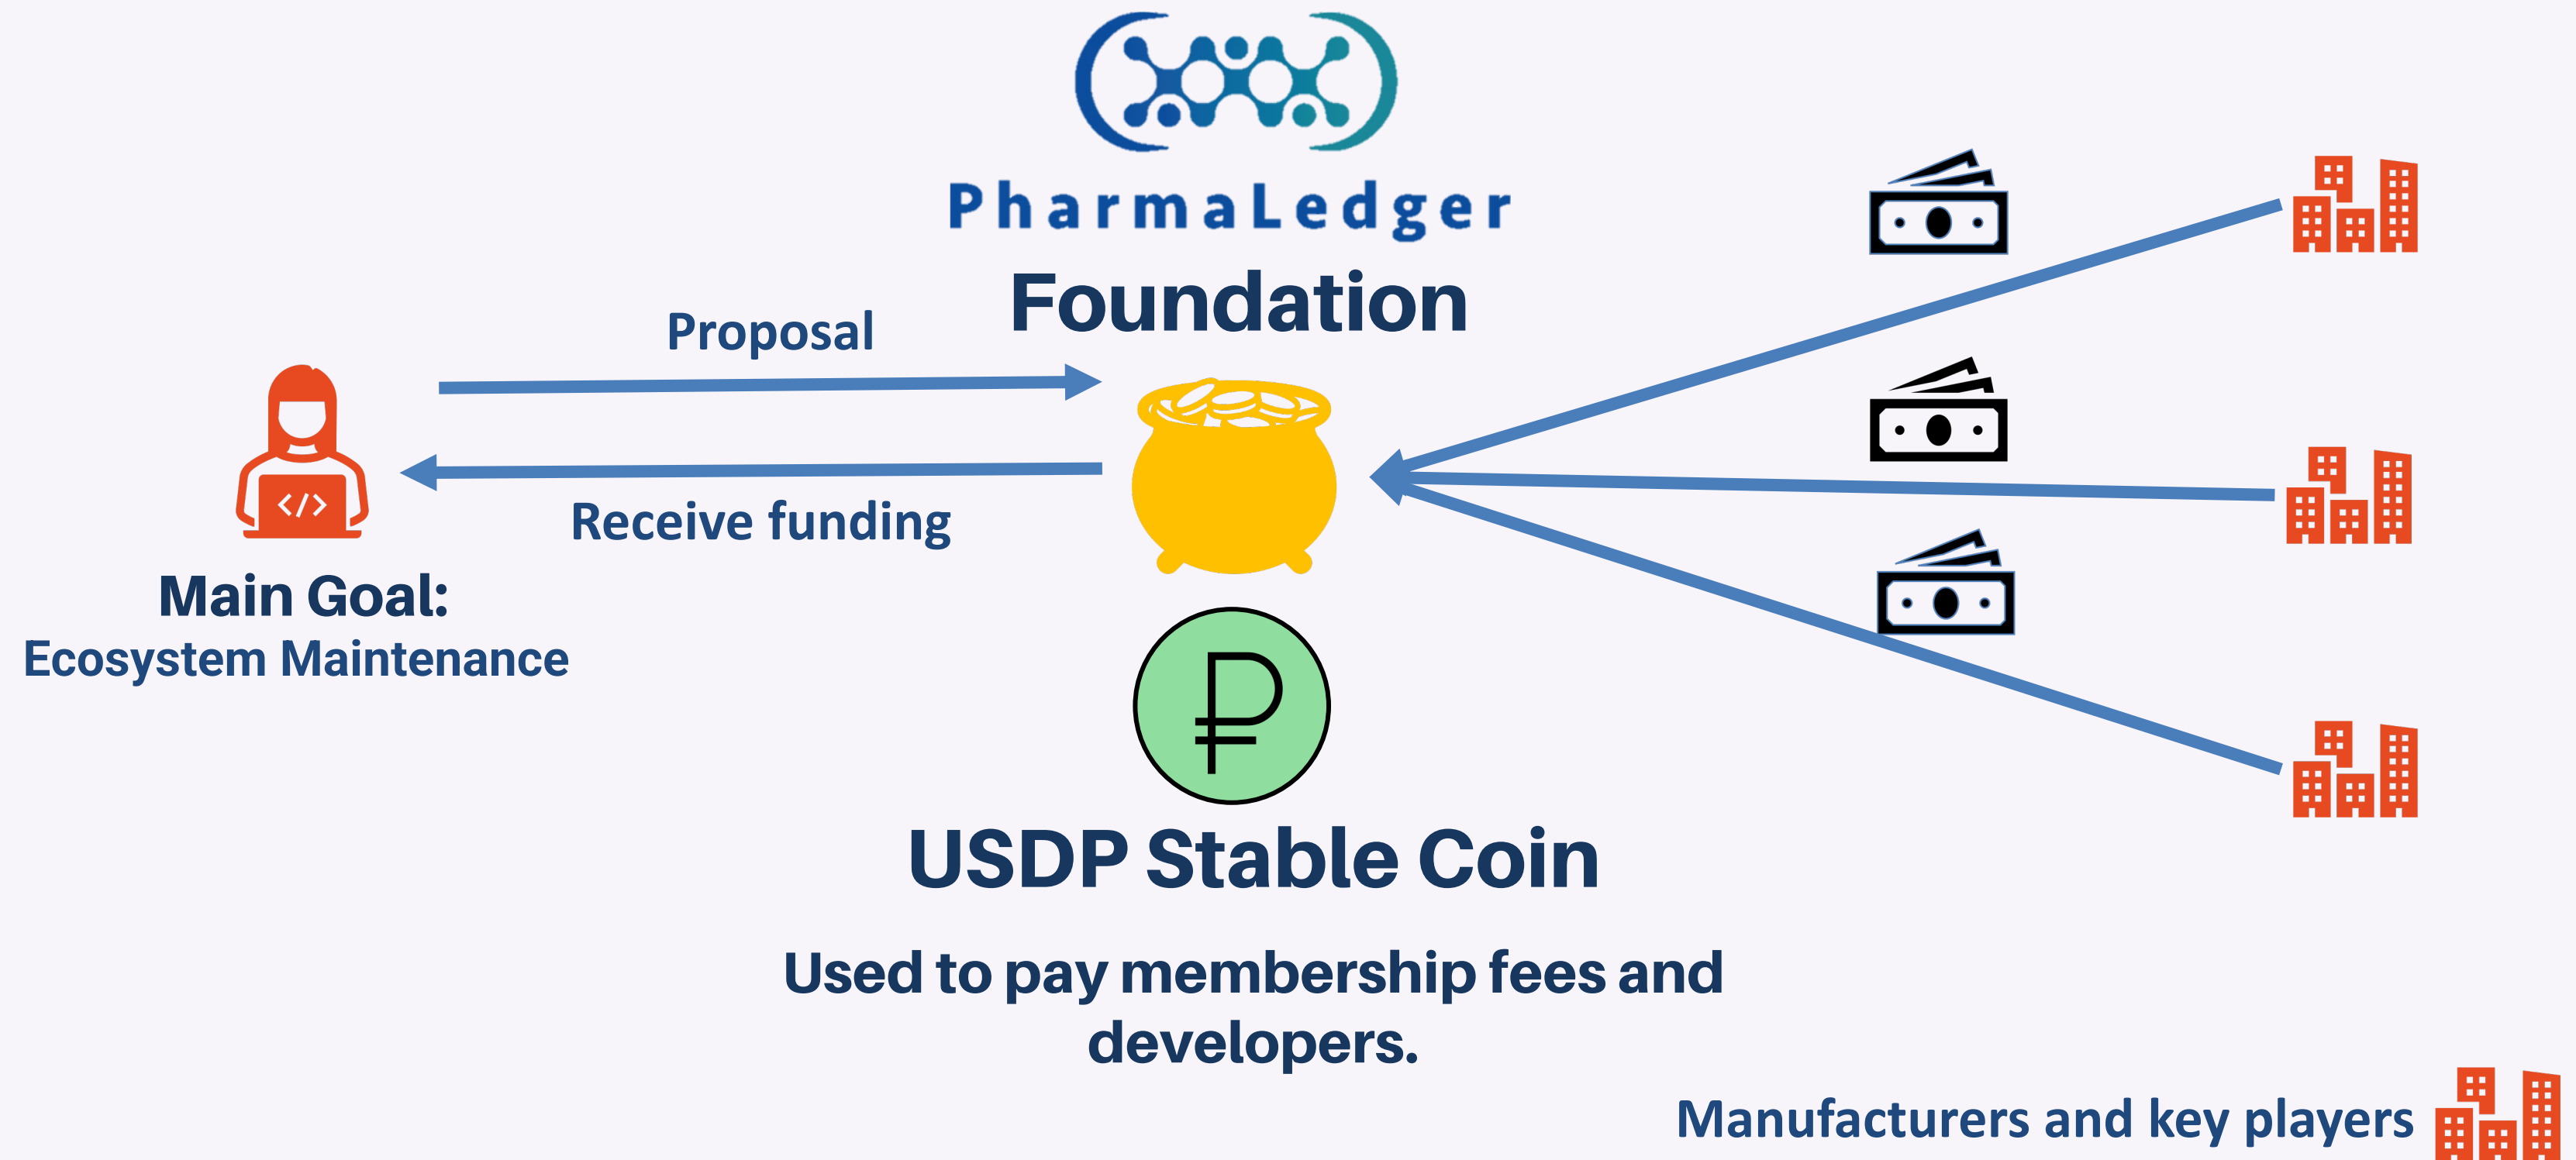 PharmaLedger
Foundation
Proposal
Receive funding
</>
Main Goal:
Ecosystem Maintenance
₽
USDP Stable Coin
Used to pay membership fees and
developers.
Manufacturers and key players